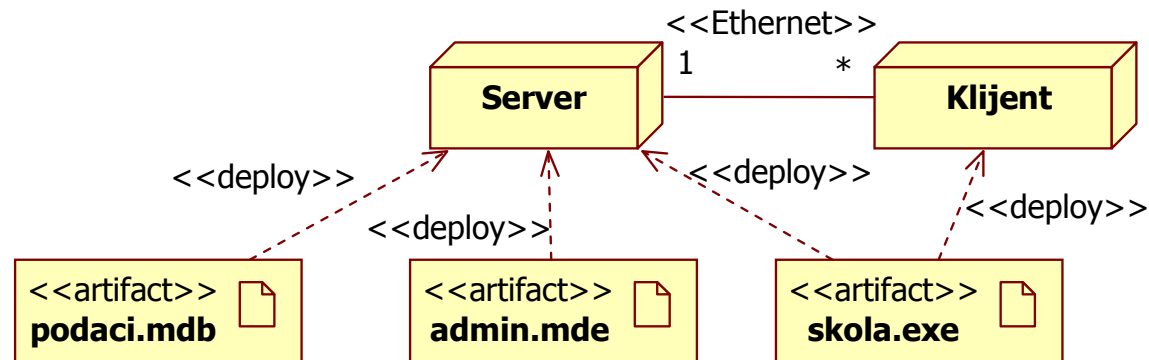 <<Ethernet>>
1 *
Server
Klijent
<<deploy>>
<<deploy>>
<<deploy>>
<<deploy>>
<<artifact>>
podaci.mdb
<<artifact>>
admin.mde
<<artifact>>
skola.exe